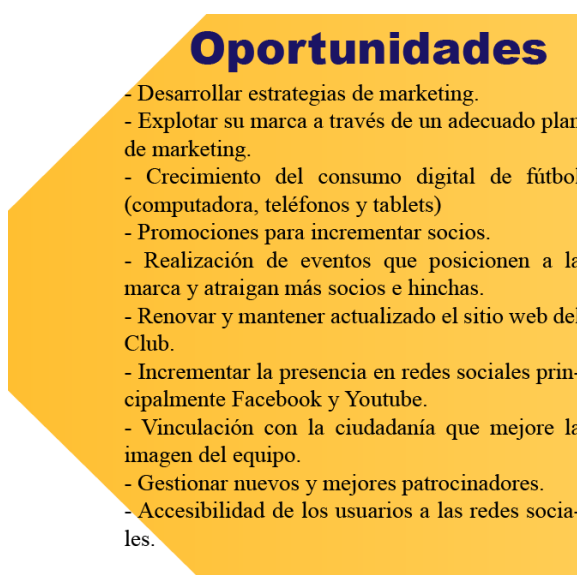 Oportunidades
- Desarrollar estrategias de marketing.
- Explotar su marca a través de un adecuado plan
de marketing.
- Crecimiento del consumo digital de fútbol
(computadora, teléfonos y tablets)
- Promociones para incrementar socios.
- Realización de eventos que posicionen a la
marca y atraigan más socios e hinchas.
- Renovar y mantener actualizado el sitio web del
Club.
- Incrementar la presencia en redes sociales prin-
cipalmente Facebook y Youtube.
- Vinculación con la ciudadanía que mejore la
imagen del equipo.
- Gestionar nuevos y mejores patrocinadores.
- Accesibilidad de los usuarios a las redes socia-
les.